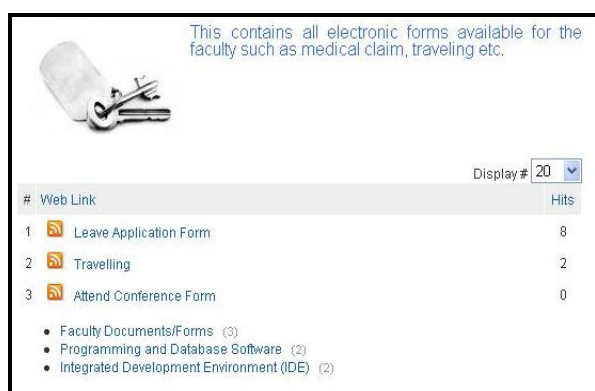 This contains all electronic forms available for the
faculty such as medical claim, traveling etc.
Display # 20
# Web Link Hits
1 Leave Application Form 8
2 Travelling 2
3 Attend Conference Form 0
Faculty Documents/Forms (3)
Programming and Database Software (2)
Integrated Development Environment (IDE) (2)